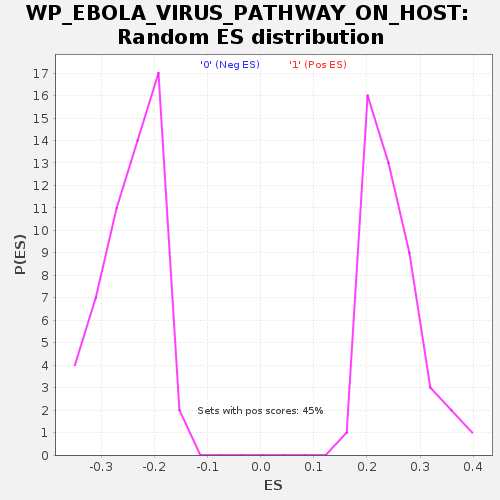 WP_EBOLA_VIRUS_PATHWAY_ON_HOST:
Random ES distribution
'0' (Neg ES) '1' (Pos ES)
17
16
15
14
13
12
11
10
9
8
7
6
5
4
3
2
1
0
P(ES)
Sets with pos scores: 45%
-0.3 -0.2 -0.1 0.0 0.1 0.2 0.3 0.4
ES